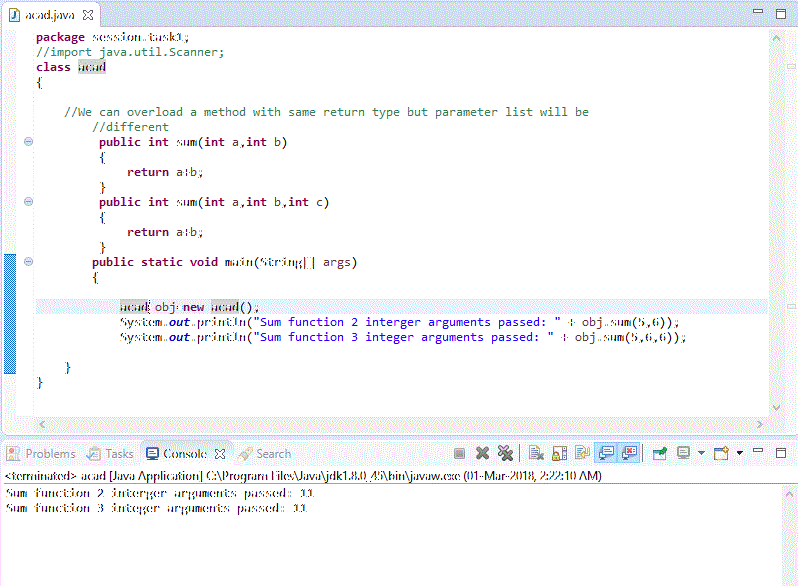 acad.java
package session.task1;
//import java.util.Scanner;
class acad
{
//We can overload a method with same return type but parameter list will be
//different
public int sum(int a,int b)
{
return a+b;
}
public int sum(int a,int b,int c)
{
return a+b;
}
public static void main(String[] args)
{
acad obj=new acad();
System.out.println("Sum function 2 interger arguments passed: " + obj.sum(5,6));
System.out.println("Sum function 3 integer arguments passed: " + obj.sum(5,6,6));
}
}
Problems Tasks Console Search
<terminated> acad [Java Application] C:\Program Files\Java\jdk1.8.0_45\bin\javaw.exe (01-Mar-2018, 2:22:10 AM)
Sum function 2 interger arguments passed: 11
Sum function 3 integer arguments passed: 11